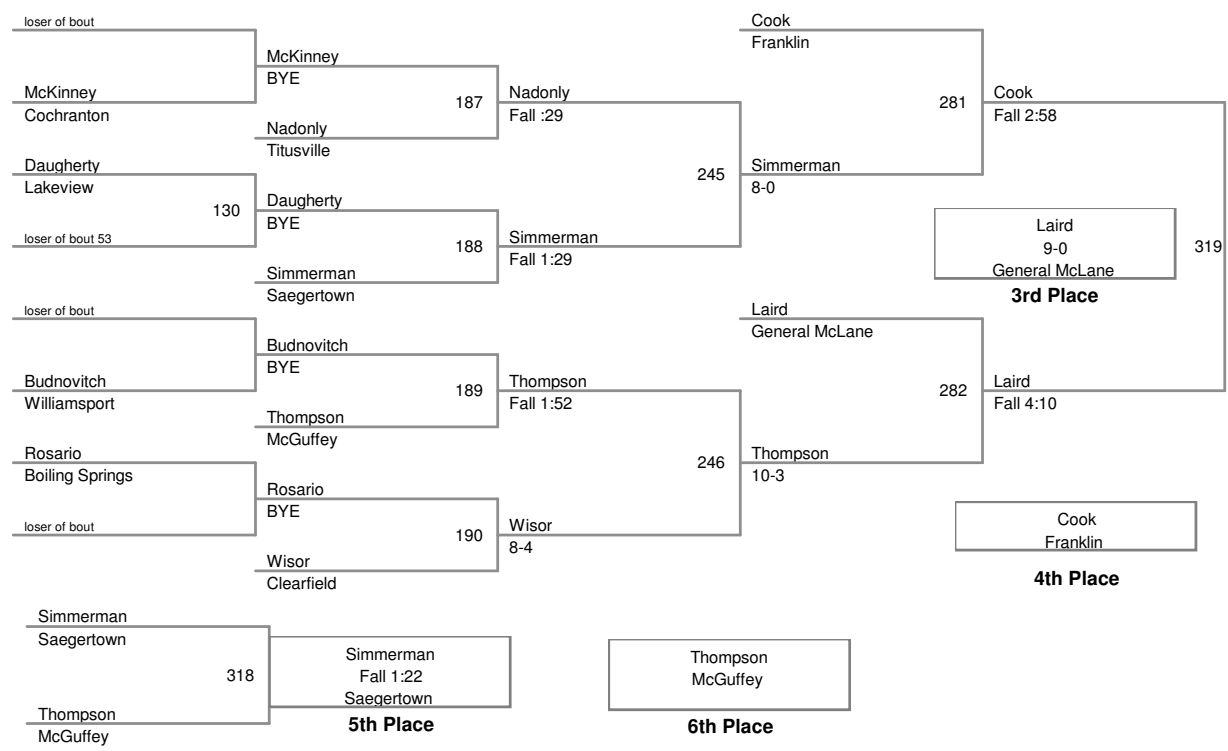 loser of bout
McKinney
Cochranton
Daugherty
Lakeview
130
loser of bout 53
loser of bout
Budnovitch
Williamsport
Rosario
Boiling Springs
loser of bout
McKinney
BYE
187
Nadonly
Titusville
Daugherty
BYE
188
Simmerman
Saegertown
Budnovitch
BYE
189
Thompson
McGuffey
Rosario
BYE
190
Wisor
Clearfield
Nadonly
Fall :29
245
Simmerman
Fall 1:29
Thompson
Fall 1:52
246
Wisor
8-4
Cook
Franklin
281
Simmerman
8-0
Laird
General McLane
282
Thompson
10-3
Cook
Fall 2:58
319
Laird
Fall 4:10
Laird
9-0
General McLane
3rd Place
Cook
Franklin
4th Place
Simmerman
Saegertown
318
Thompson
McGuffey
Simmerman
Fall 1:22
Saegertown
5th Place
Thompson
McGuffey
6th Place